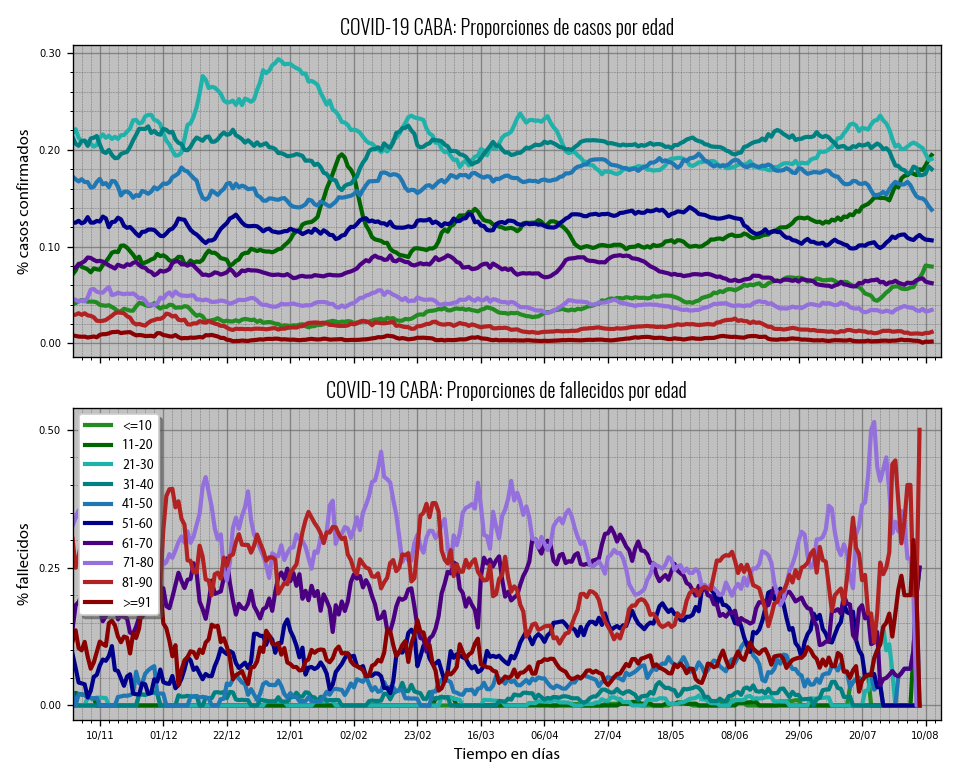 COVID-19 CABA: Proporciones de casos por edad
% casos confirmados
0.30
0.20
0.10
0.00
COVID-19 CABA: Proporciones de fallecidos por edad
% fallecidos
0.50
0.25
0.00
<=10
11-20
21-30
31-40
41-50
51-60
61-70
71-80
81-90
>=91
10/11 01/12 22/12 12/01 02/02 23/02 16/03 06/04 27/04 18/05 08/06 29/06 20/07 10/08
Tiempo en días